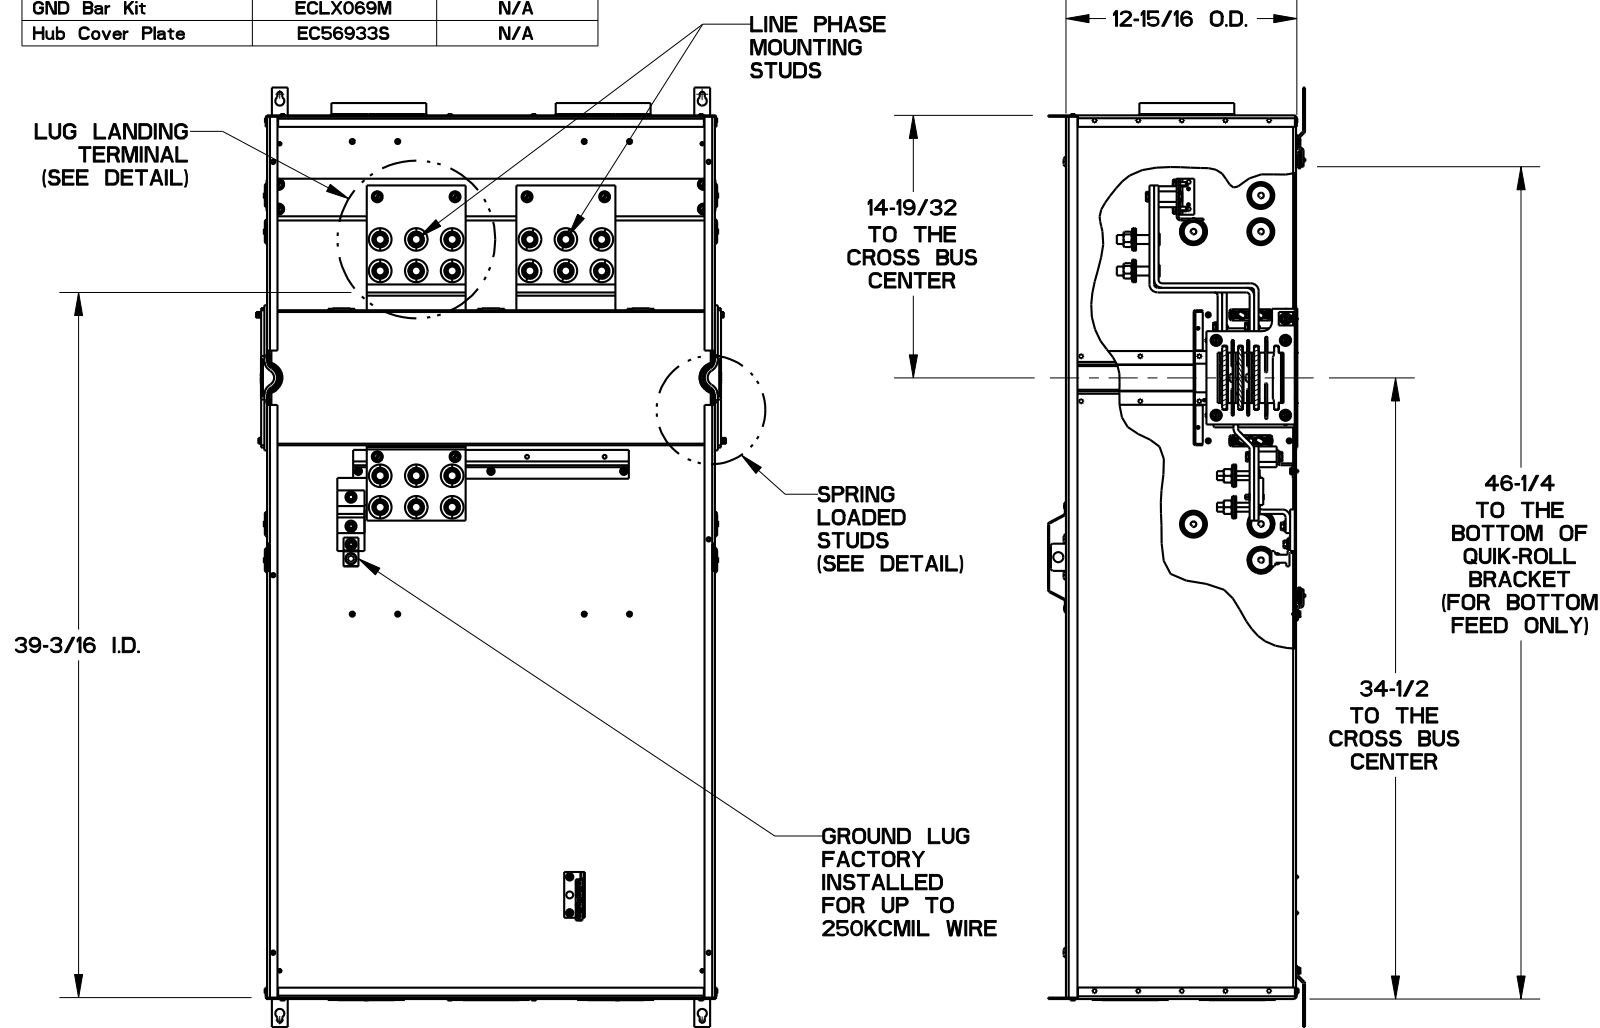 GND Bar Kit ECLX069M N/A
Hub Cover Plate EC56933S N/A
LINE PHASE
MOUNTING
STUDS
12-15/16 O.D.
LUG LANDING
TERMINAL
(SEE DETAIL)
14-19/32
TO THE
CROSS BUS
CENTER
SPRING
LOADED
STUDS
(SEE DETAIL)
46-1/4
TO THE
BOTTOM OF
QUIK-ROLL
BRACKET
(FOR BOTTOM
FEED ONLY)
39-3/16 I.D.
34-1/2
TO THE
CROSS BUS
CENTER
GROUND LUG
FACTORY
INSTALLED
FOR UP TO
250KCMIL WIRE